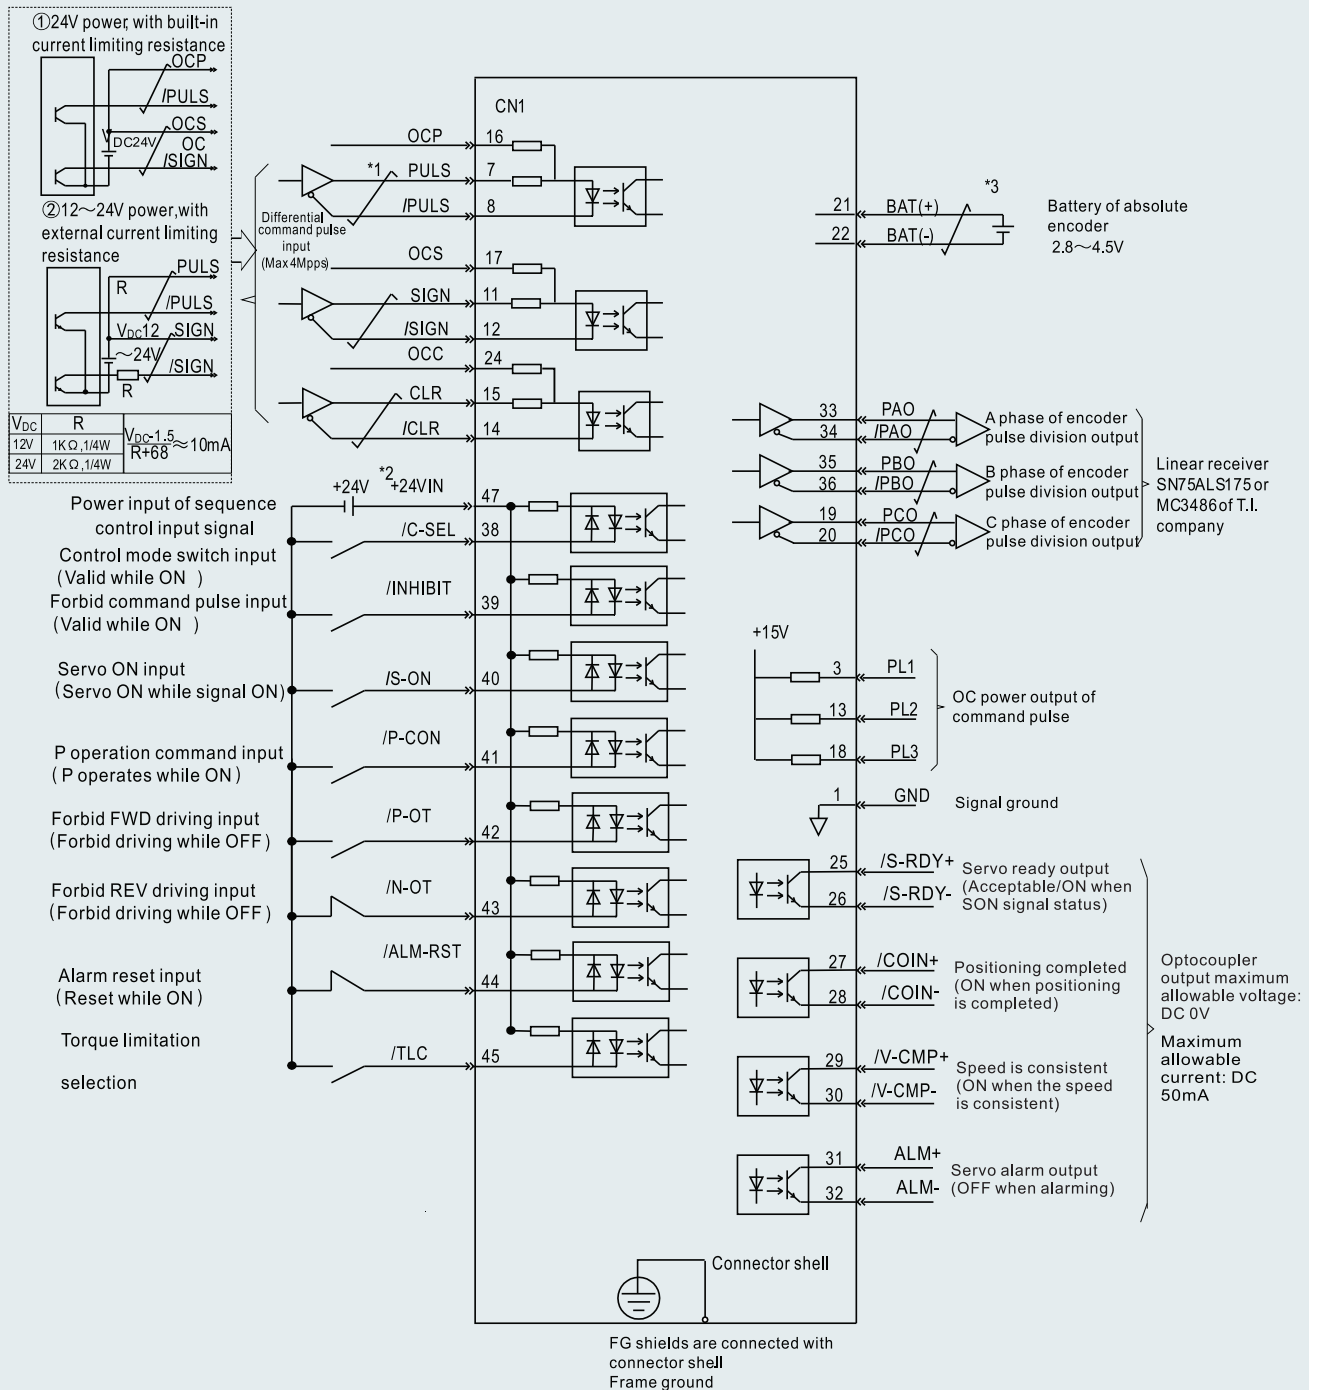 ①24V power, with built-in
current limiting resistance
OCP
/PULS
OCS
V
DC24V
OC
/SIGN
②12～24V power,with
external current limiting
resistance
PULS
R
/PULS
VDC12
SIGN
～24V
/SIGN
R
VDC R
12V 1KΩ,1/4W
24V 2KΩ,1/4W
VDC-1.5
R+68
≈10mA
Differential
command pulse
input
(Max4Mpps)
CN1
OCP 16
*1 PULS 7
/PULS 8
OCS 17
SIGN 11
/SIGN 12
OCC 24
CLR 15
/CLR 14
+24V *2 +24VIN 47
Power input of sequence
control input signal
/C-SEL 38
Control mode switch input
(Valid while ON )
/INHIBIT 39
Forbid command pulse input
(Valid while ON )
/S-ON 40
Servo ON input
(Servo ON while signal ON)
/P-CON 41
P operation command input
(P operates while ON)
/P-OT 42
Forbid FWD driving input
(Forbid driving while OFF)
/N-OT 43
Forbid REV driving input
(Forbid driving while OFF)
/ALM-RST 44
Alarm reset input
(Reset while ON)
/TLC 45
Torque limitation
selection
21 BAT(+)
22 BAT(-)
*3
Battery of absolute
encoder
2.8～4.5V
33 PAO
34 /PAO
A phase of encoder
pulse division output
35 PBO
36 /PBO
B phase of encoder
pulse division output
19 PCO
20 /PCO
C phase of encoder
pulse division output
Linear receiver
SN75ALS175 or
MC3486of T.I.
company
+15V
3 PL1
13 PL2
18 PL3
OC power output of
command pulse
1 GND
Signal ground
25 /S-RDY+
26 /S-RDY-
Servo ready output
(Acceptable/ON when
SON signal status)
27 /COIN+
28 /COIN-
Positioning completed
(ON when positioning
is completed)
29 /V-CMP+
30 /V-CMP-
Speed is consistent
(ON when the speed
is consistent)
31 ALM+
32 ALM-
Servo alarm output
(OFF when alarming)
Optocoupler
output maximum
allowable voltage:
DC 0V
Maximum
allowable
current: DC
50mA
Connector shell
FG shields are connected with
connector shell
Frame ground